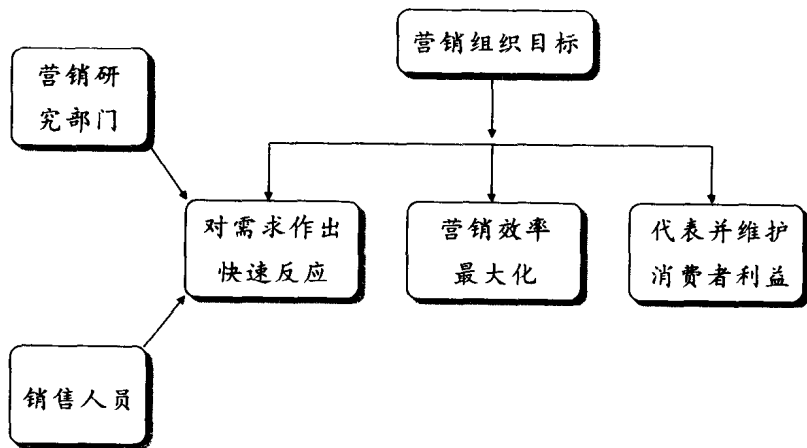 营销组织目标
营销研
究部门
对需求作出
快速反应
营销效率
最大化
代表并维护
消费者利益
销售人员